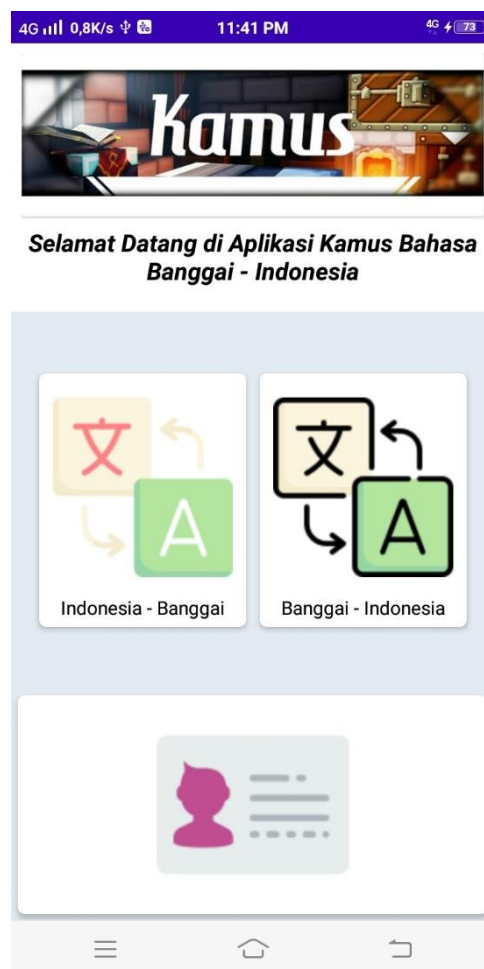 4G 0,8K/s 11:41 PM 4G 73
Kamus
Selamat Datang di Aplikasi Kamus Bahasa
Banggai - Indonesia
文 文
A A
Indonesia - Banggai Banggai - Indonesia